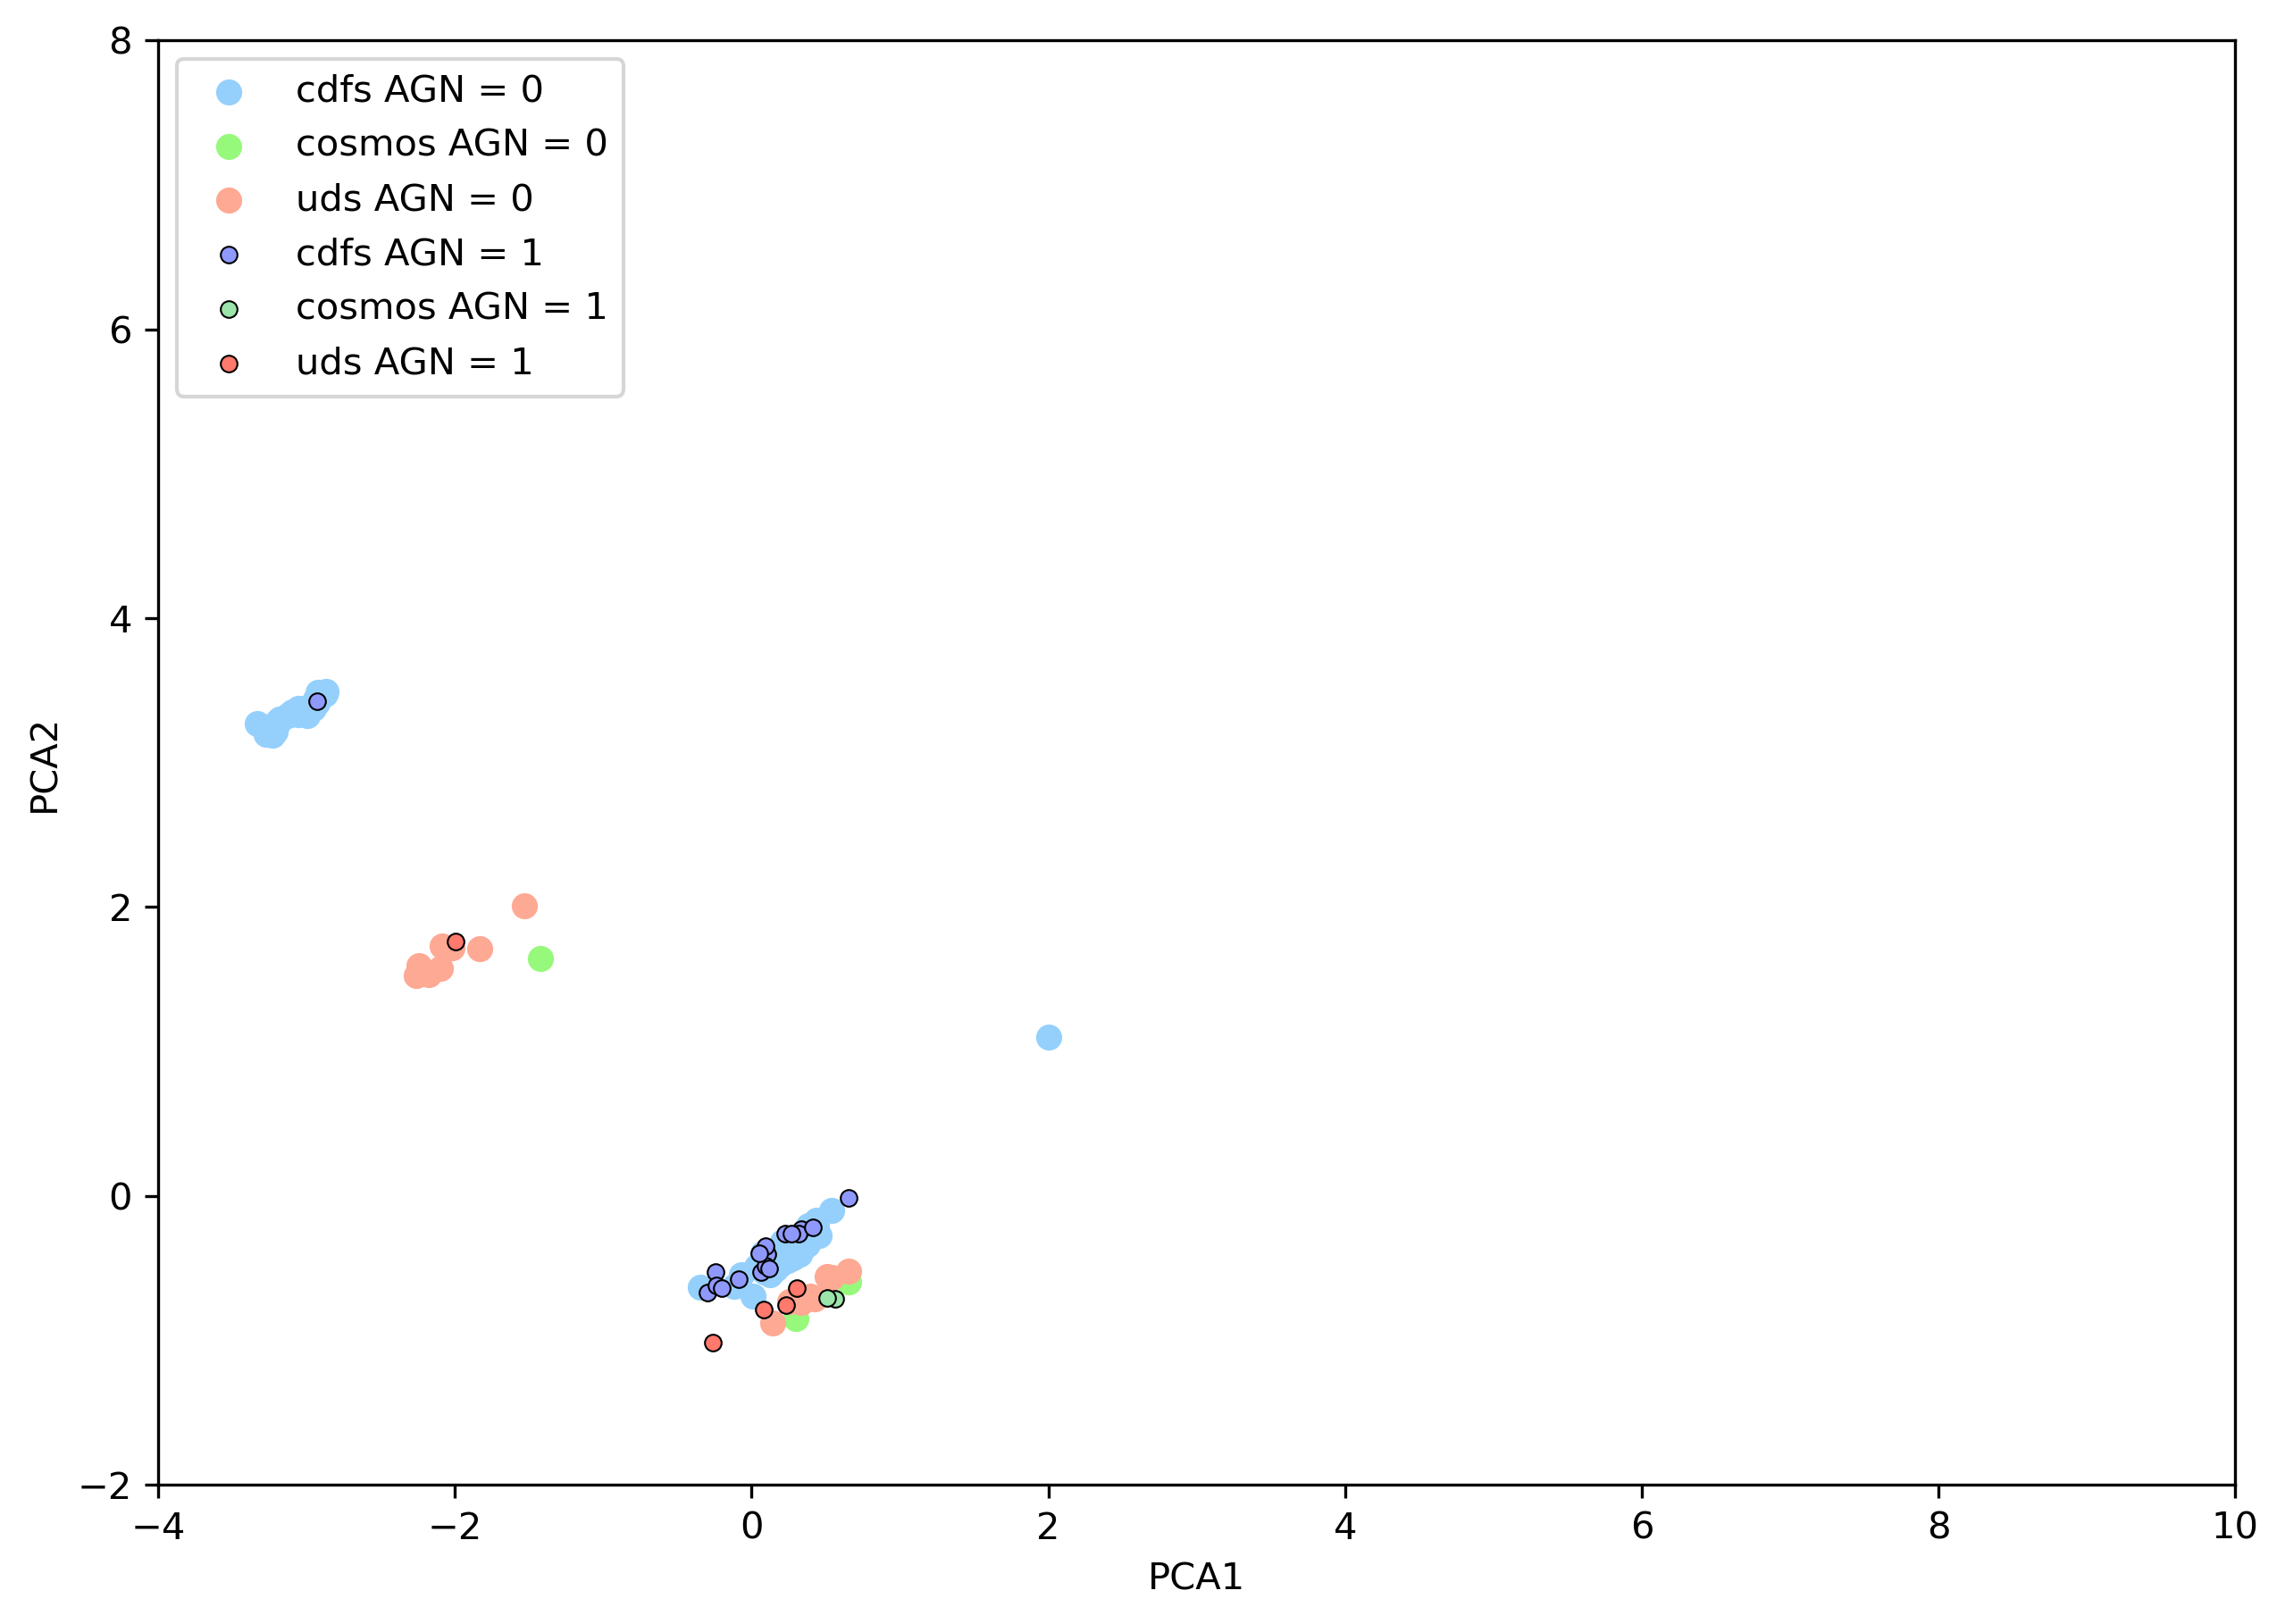 8
cdfs AGN = 0
cosmos AGN = 0
uds AGN = 0
cdfs AGN = 1
cosmos AGN = 1
uds AGN = 1
6
4
PCA2
2
0
−2
−4 −2 0 2 4 6 8 10
PCA1